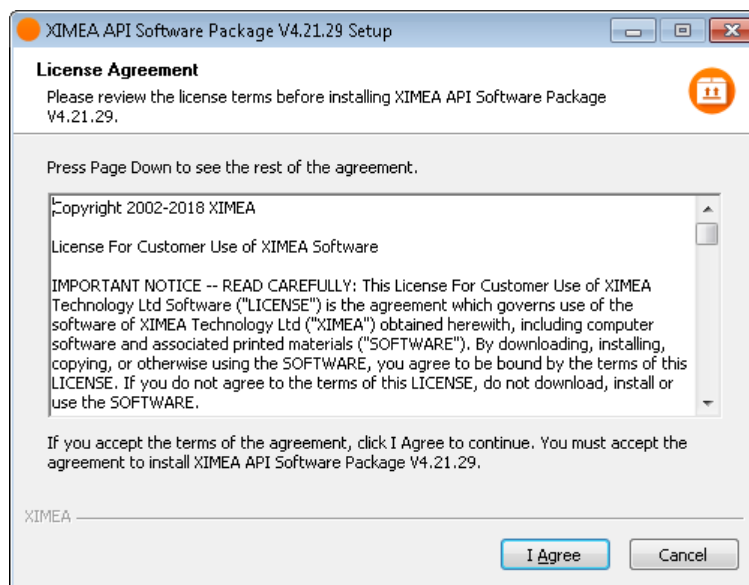 XIMEA API Software Package V4.21.29 Setup
License Agreement
Please review the license terms before installing XIMEA API Software Package
V4.21.29.
Press Page Down to see the rest of the agreement.
Copyright 2002-2018 XIMEA
License For Customer Use of XIMEA Software
IMPORTANT NOTICE -- READ CAREFULLY: This License For Customer Use of XIMEA
Technology Ltd Software ("LICENSE") is the agreement which governs use of the
software of XIMEA Technology Ltd ("XIMEA") obtained herewith, including computer
software and associated printed materials ("SOFTWARE"). By downloading, installing,
copying, or otherwise using the SOFTWARE, you agree to be bound by the terms of this
LICENSE. If you do not agree to the terms of this LICENSE, do not download, install or
use the SOFTWARE.
If you accept the terms of the agreement, click I Agree to continue. You must accept the
agreement to install XIMEA API Software Package V4.21.29.
XIMEA
I Agree
Cancel